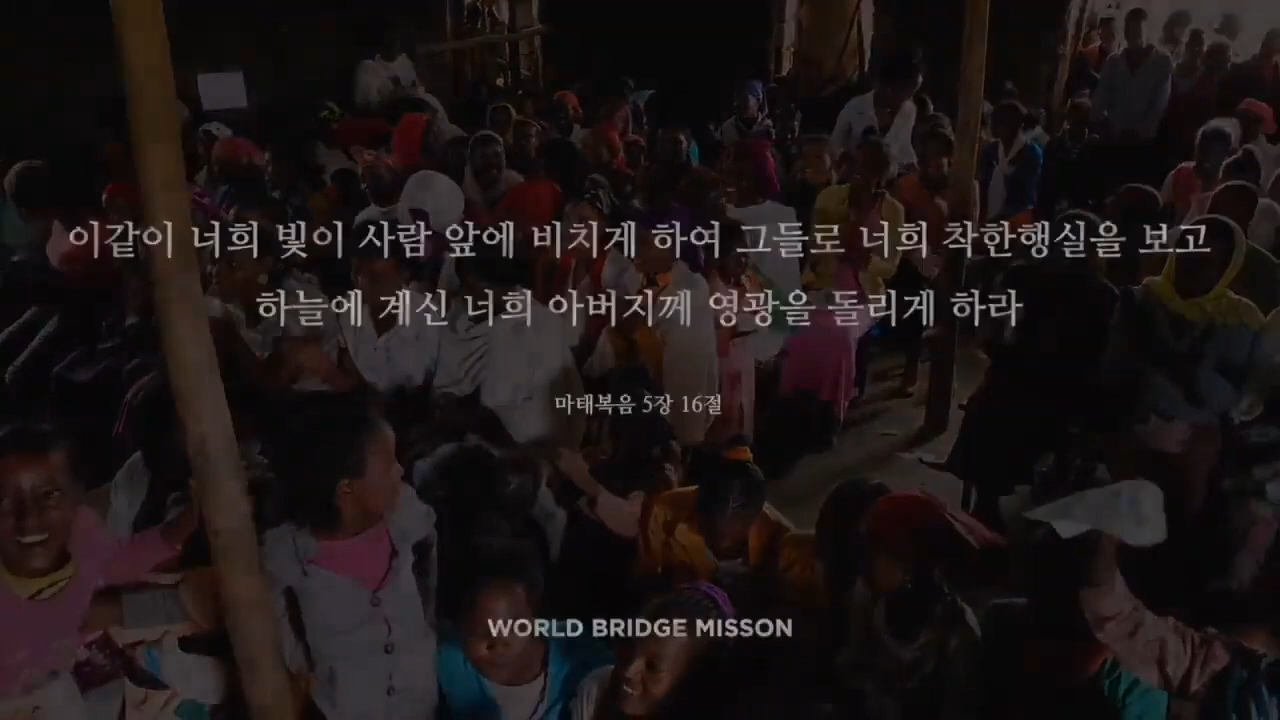 이같이 너희 빛이 사람 앞에 비치게 하여 그들로 너희 착한행실을 보고
하늘에 계신 너희 아버지께 영광을 돌리게 하라
마태복음 5장 16절
WORLD BRIDGE MISSON